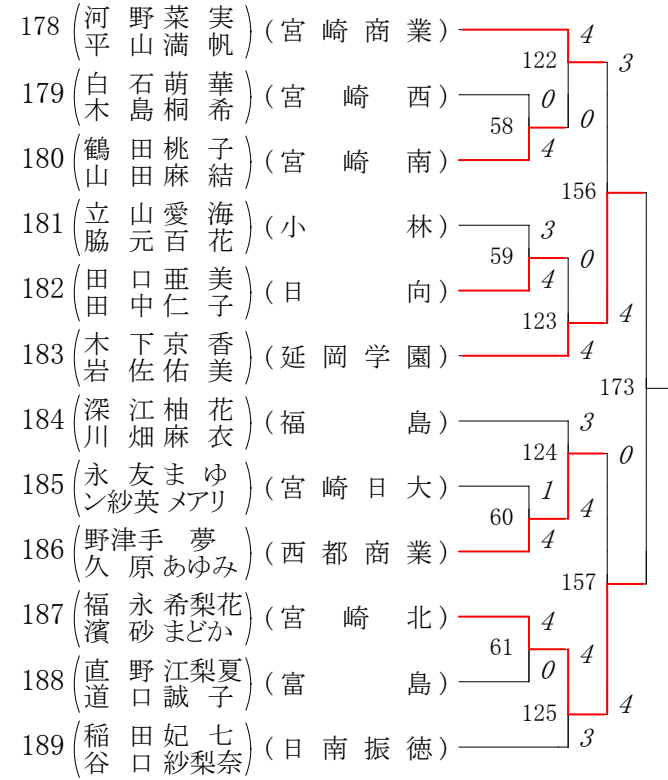 178 河野菜実 平山満帆 (宮崎商業)
4
122
3
179 白石萌華 木島桐希 (宮崎西)
0
58
0
180 鶴田桃子 山田麻結 (宮崎南)
4
156
181 立山愛海 脇元百花 (小林)
3
59
0
182 田口亜美 田中仁子 (日向)
4
123
4
183 木下京香 岩佐佑美 (延岡学園)
4
173
184 深江柚花 川畑麻衣 (福島)
3
124
0
185 永友まゆ ン紗英メアリ (宮崎日大)
1
60
4
186 野津手夢 久原あゆみ (西都商業)
4
157
187 福永希梨花 濱砂まどか (宮崎北)
4
61
4
188 直野江梨夏 道口誠子 (富島)
0
125
4
189 稲田妃七 谷口紗梨奈 (日南振徳)
3